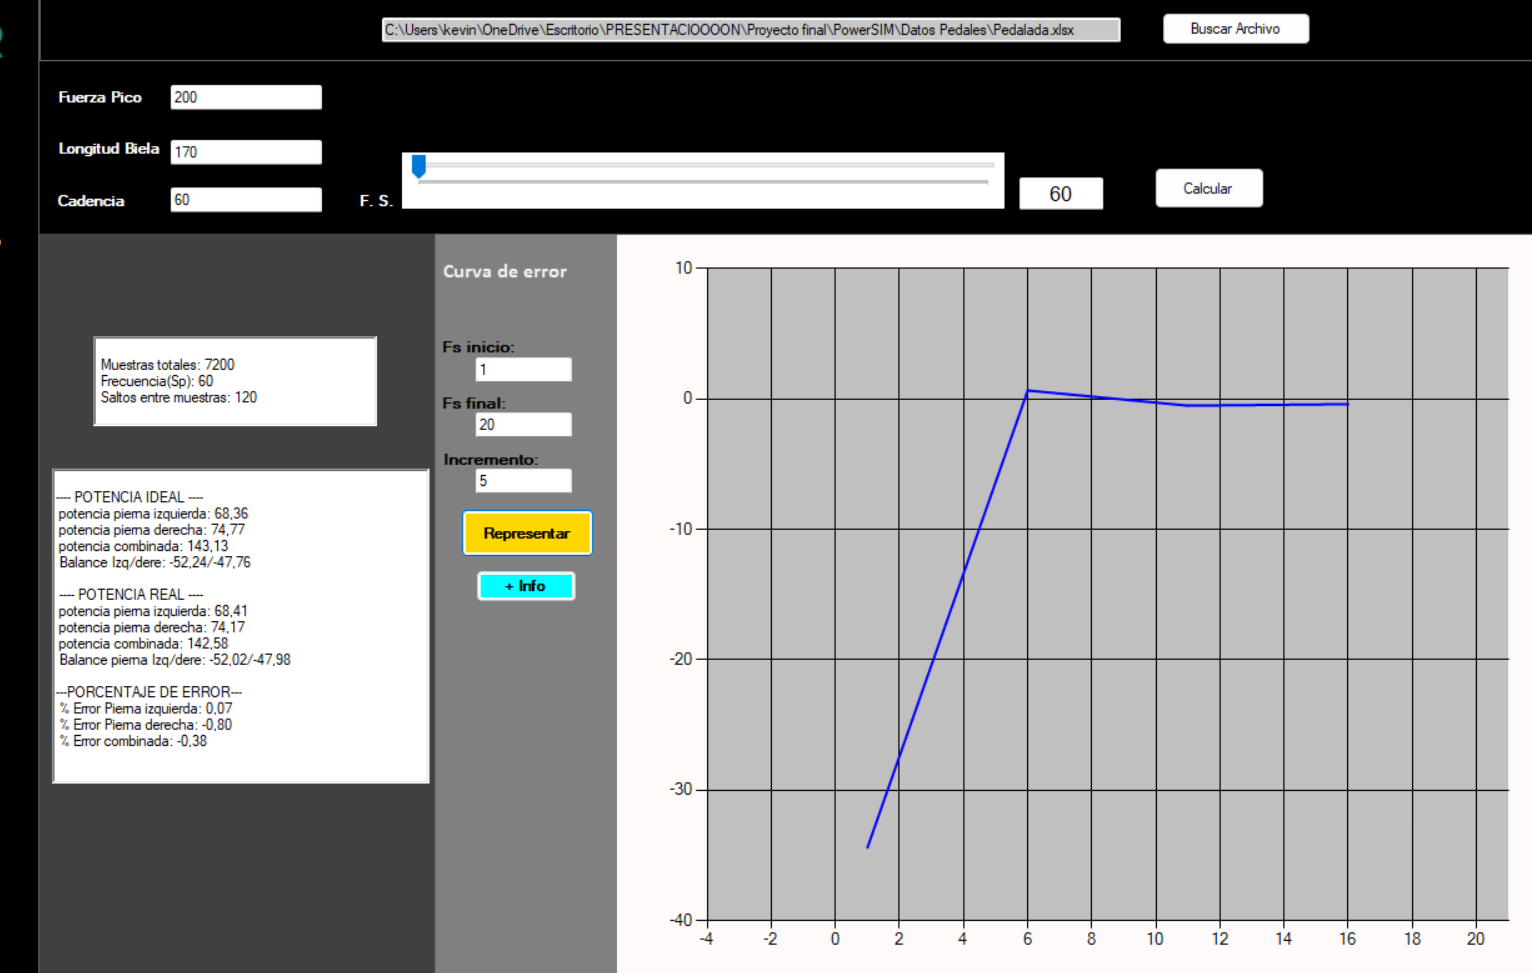 C:\Users\kevin\OneDrive\Escritorio\PRESENTACIOOOON\Proyecto final\PowerSIM\Datos Pedales\Pedalada.xlsx
Buscar Archivo
Fuerza Pico 200
Longitud Biela 170
Cadencia 60
F. S.
60
Calcular
Muestras totales: 7200
Frecuencia(Sp): 60
Saltos entre muestras: 120
---- POTENCIA IDEAL ----
potencia pierna izquierda: 68,36
potencia pierna derecha: 74,77
potencia combinada: 143,13
Balance Izq/dere: -52,24/-47,76
---- POTENCIA REAL ----
potencia pierna izquierda: 68,41
potencia pierna derecha: 74,17
potencia combinada: 142,58
Balance pierna Izq/dere: -52,02/-47,98
---PORCENTAJE DE ERROR---
% Error Pierna izquierda: 0,07
% Error Pierna derecha: -0,80
% Error combinada: -0,38
Curva de error
Fs inicio:
1
Fs final:
20
Incremento:
5
Representar
+ Info
10
0
-10
-20
-30
-40
-4 -2 0 2 4 6 8 10 12 14 16 18 20